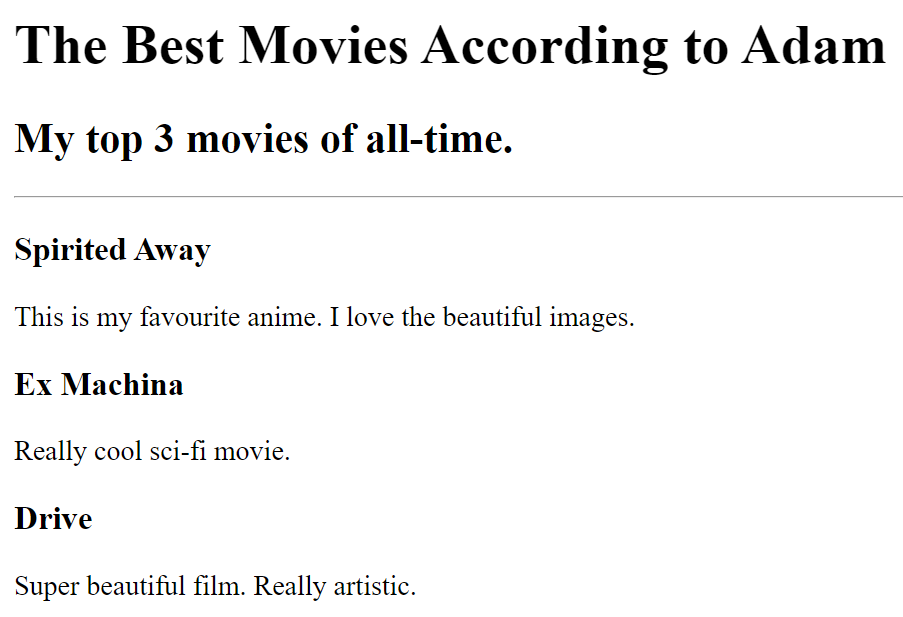 The Best Movies According to Adam
My top 3 movies of all-time.
Spirited Away
This is my favourite anime. I love the beautiful images.
Ex Machina
Really cool sci-fi movie.
Drive
Super beautiful film. Really artistic.